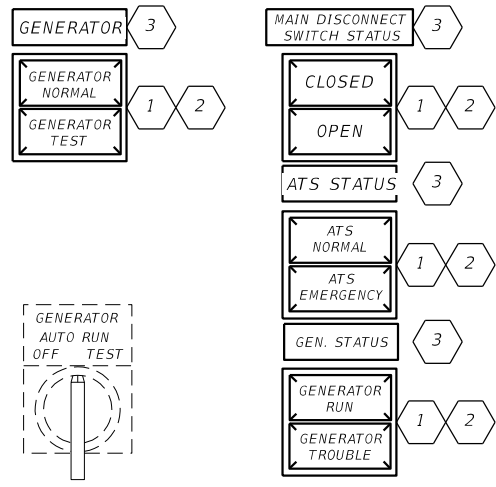 GENERATOR
3
GENERATOR
NORMAL
GENERATOR
TEST
1 2
GENERATOR
AUTO RUN
OFF TEST
MAIN DISCONNECT
SWITCH STATUS
3
CLOSED
OPEN
1 2
ATS STATUS
3
ATS
NORMAL
ATS
EMERGENCY
1 2
GEN. STATUS
3
GENERATOR
RUN
GENERATOR
TROUBLE
1 2